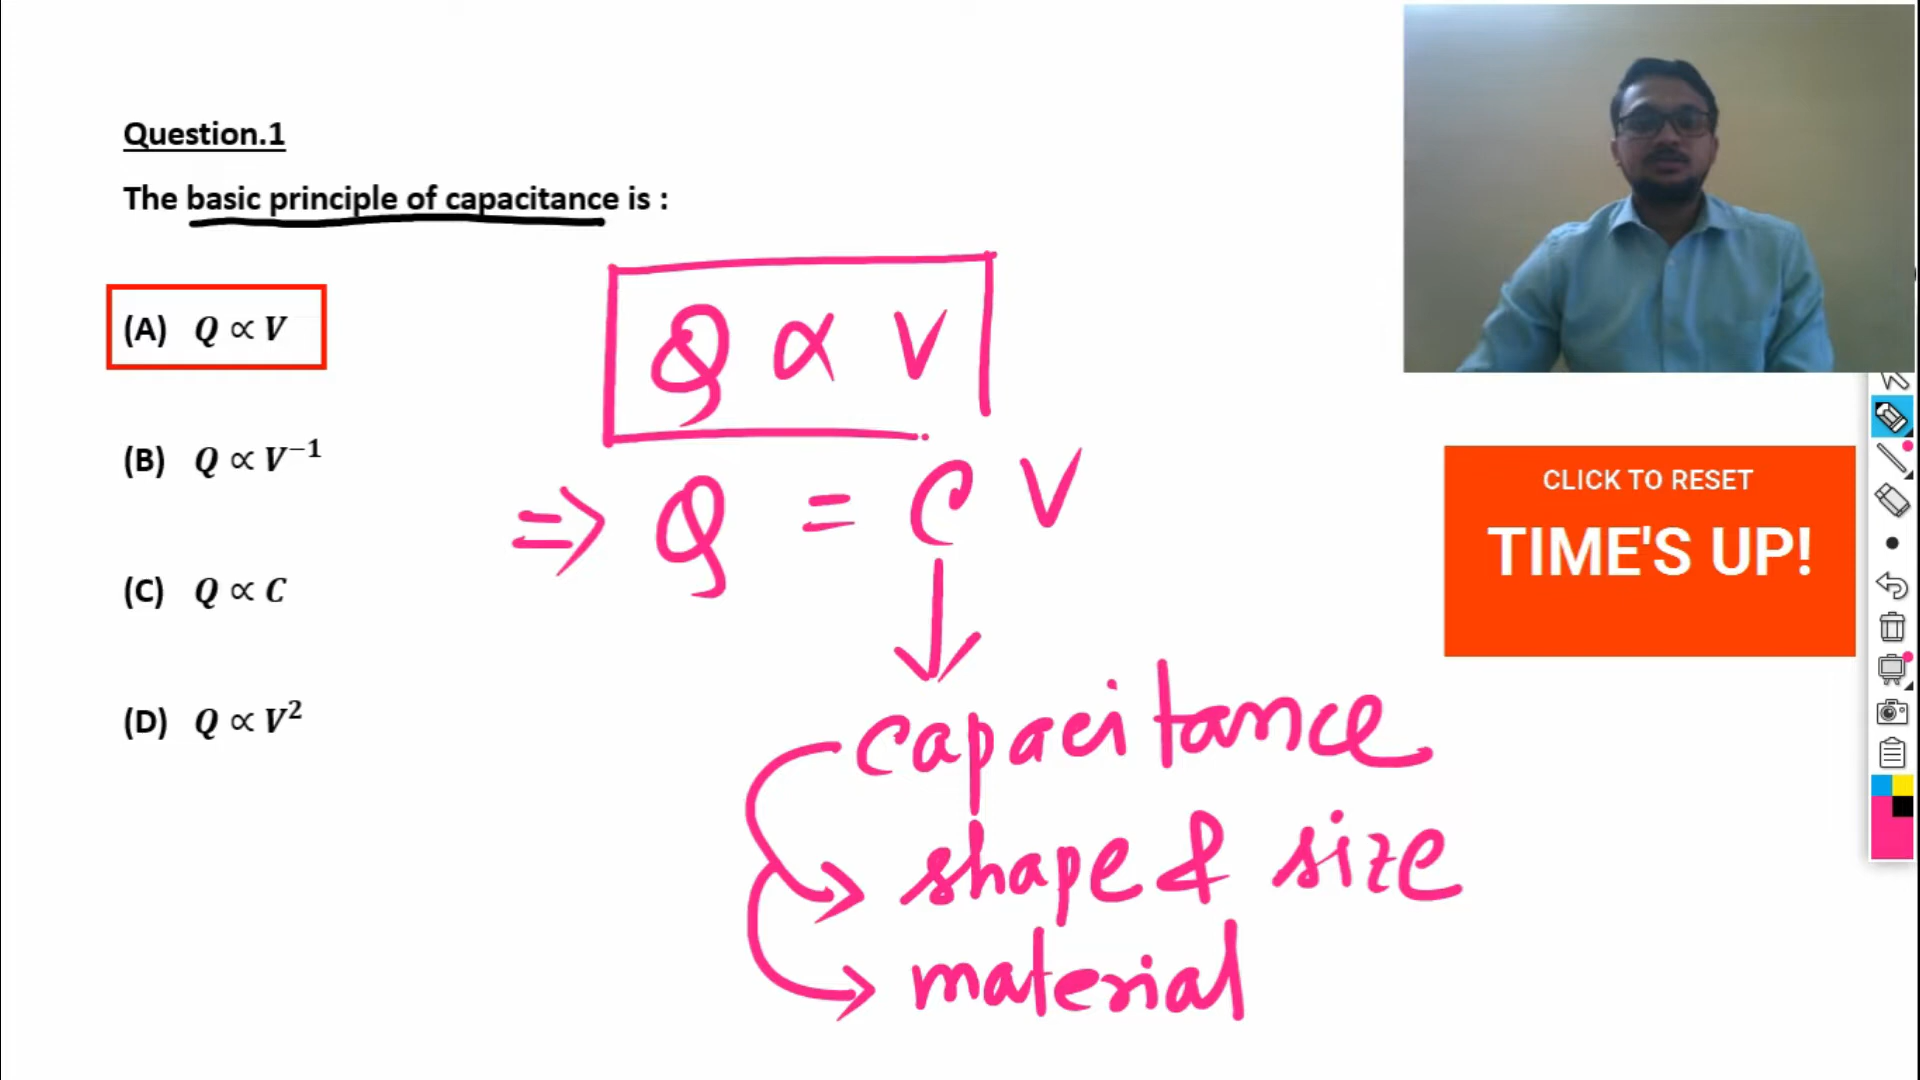 Question.1
The basic principle of capacitance is :
(A) Q ∝ V
(B) Q ∝ V⁻¹
(C) Q ∝ C
(D) Q ∝ V²
Q ∝ V
⇒ Q = C V
capacitance
shape & size
material
CLICK TO RESET
TIME'S UP!